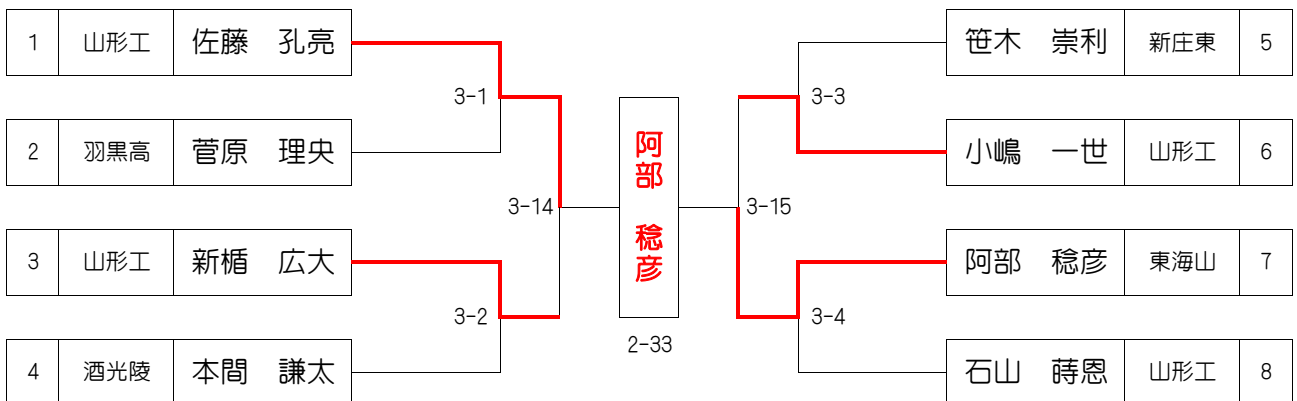 1 山形工 佐藤 孔亮
3-1
2 羽黒高 菅原 理央
3-14
3 山形工 新楯 広大
3-2
4 酒光陵 本間 謙太
阿部 稔彦
2-33
笹木 崇利 新庄東 5
3-3
小嶋 一世 山形工 6
3-15
阿部 稔彦 東海山 7
3-4
石山 蒔恩 山形工 8